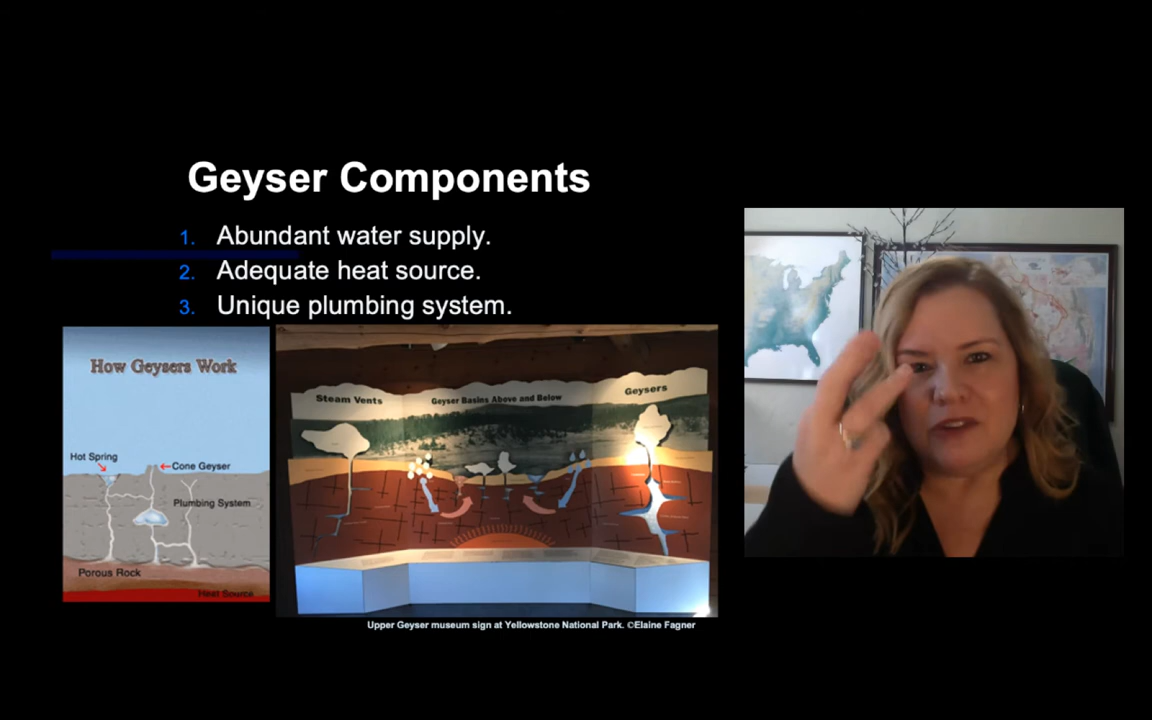 Geyser Components
1. Abundant water supply.
2. Adequate heat source.
3. Unique plumbing system.
How Geysers Work
Hot Spring
Cone Geyser
Plumbing System
Porous Rock
Heat Source
Steam Vents
Geyser Basins Above and Below
Geysers
Upper Geyser museum sign at Yellowstone National Park. ©Elaine Fagner